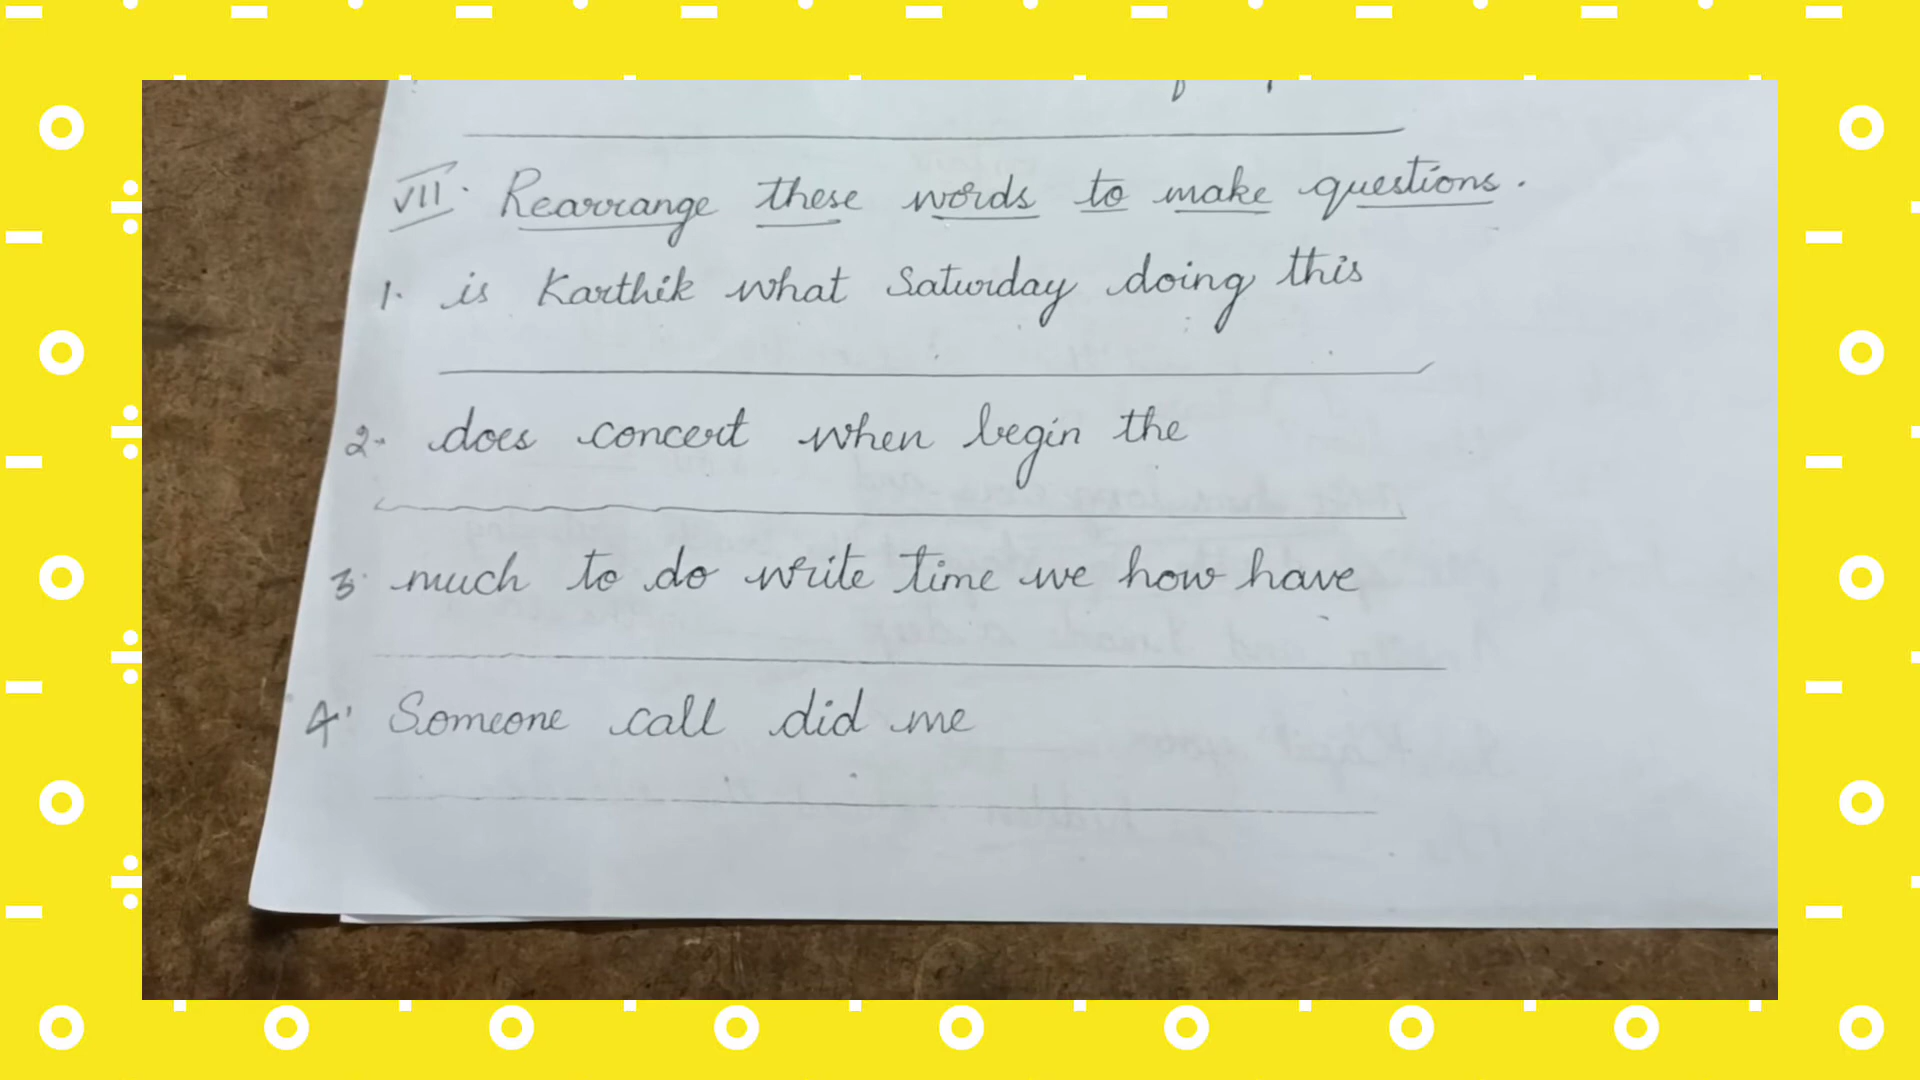 VII. Rearrange these words to make questions.
1. is Karthik what Saturday doing this
2. does concert when begin the
3. much to do write time we how have
4. Someone call did me